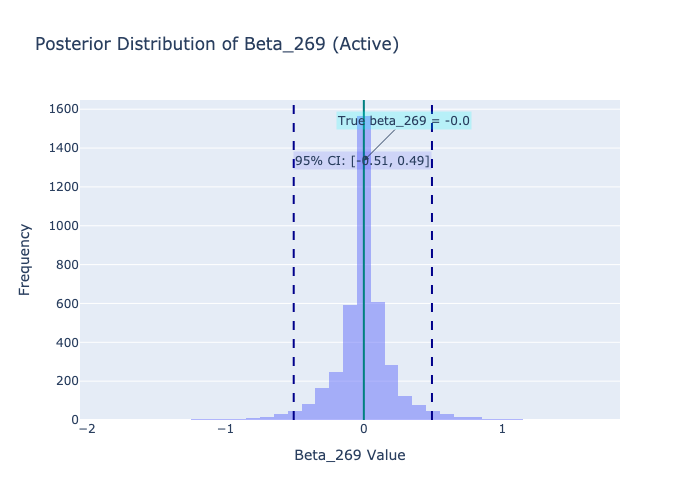 Posterior Distribution of Beta_269 (Active)
1600
1400
1200
1000
800
600
400
200
0
Frequency
True beta_269 = -0.0
95% CI: [-0.51, 0.49]
−2
−1
0
1
Beta_269 Value